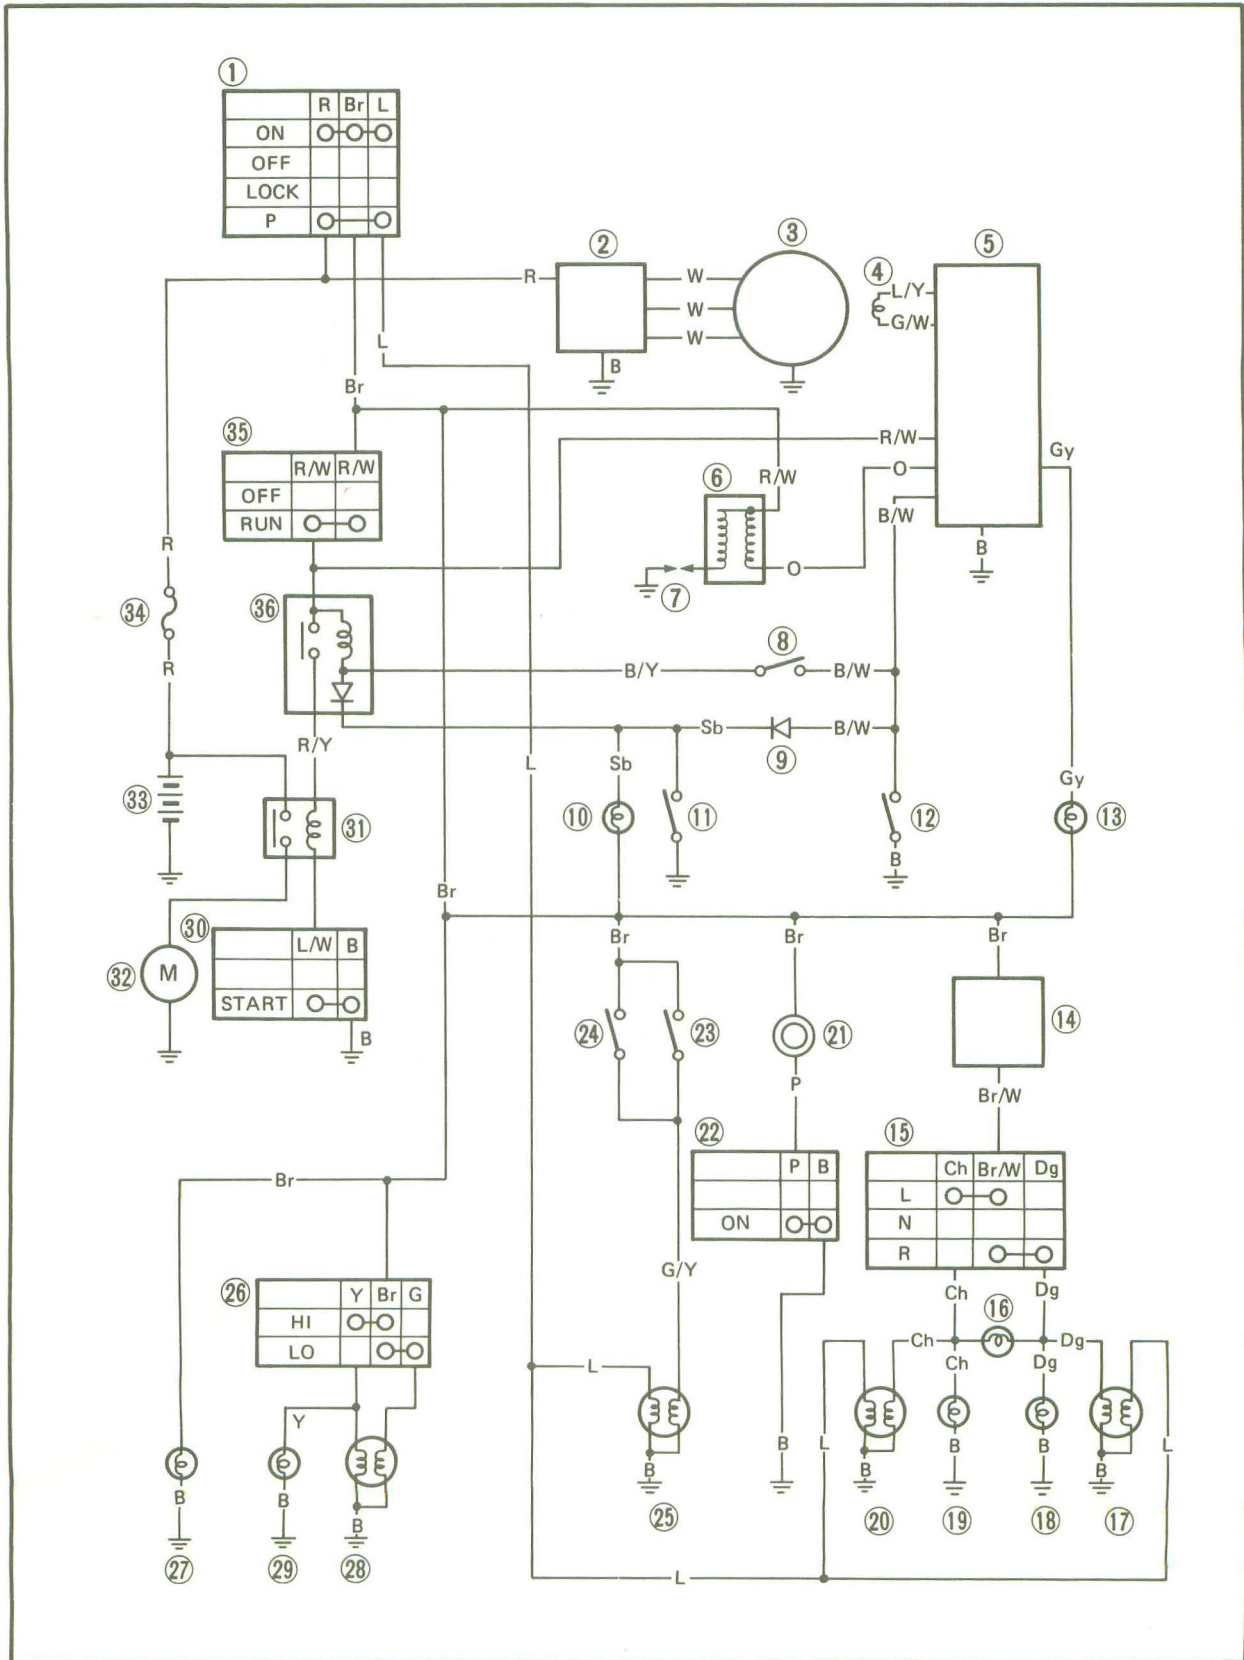 ①
R Br L
ON
OFF
LOCK
P
② ③ ④ ⑤
R W L/Y
W G/W
W
L B
Br
㉟
R/W R/W
OFF
RUN
R/W Gy
⑥ R/W O
B/W
B
O
⑦
R
㉞
R
㊱
⑧
B/Y B/W
Sb B/W
⑨
R/Y
L Sb Gy
㉝ ⑩ ⑪ ⑫ ⑬
㉛
B
Br
㉚
L/W B
START
B
㉜ M
Br Br Br
㉔ ㉓ ㉑ ⑭
P Br/W
㉒
P B
ON
⑮
Ch Br/W Dg
L
N
R
Br
G/Y
㉖
Y Br G
HI
LO
Ch ⑯ Dg
Ch Dg
Ch Dg
L
Y
B L L
B B B B
B B B B
㉗ ㉙ ㉘ ㉕ ⑳ ⑲ ⑱ ⑰
L